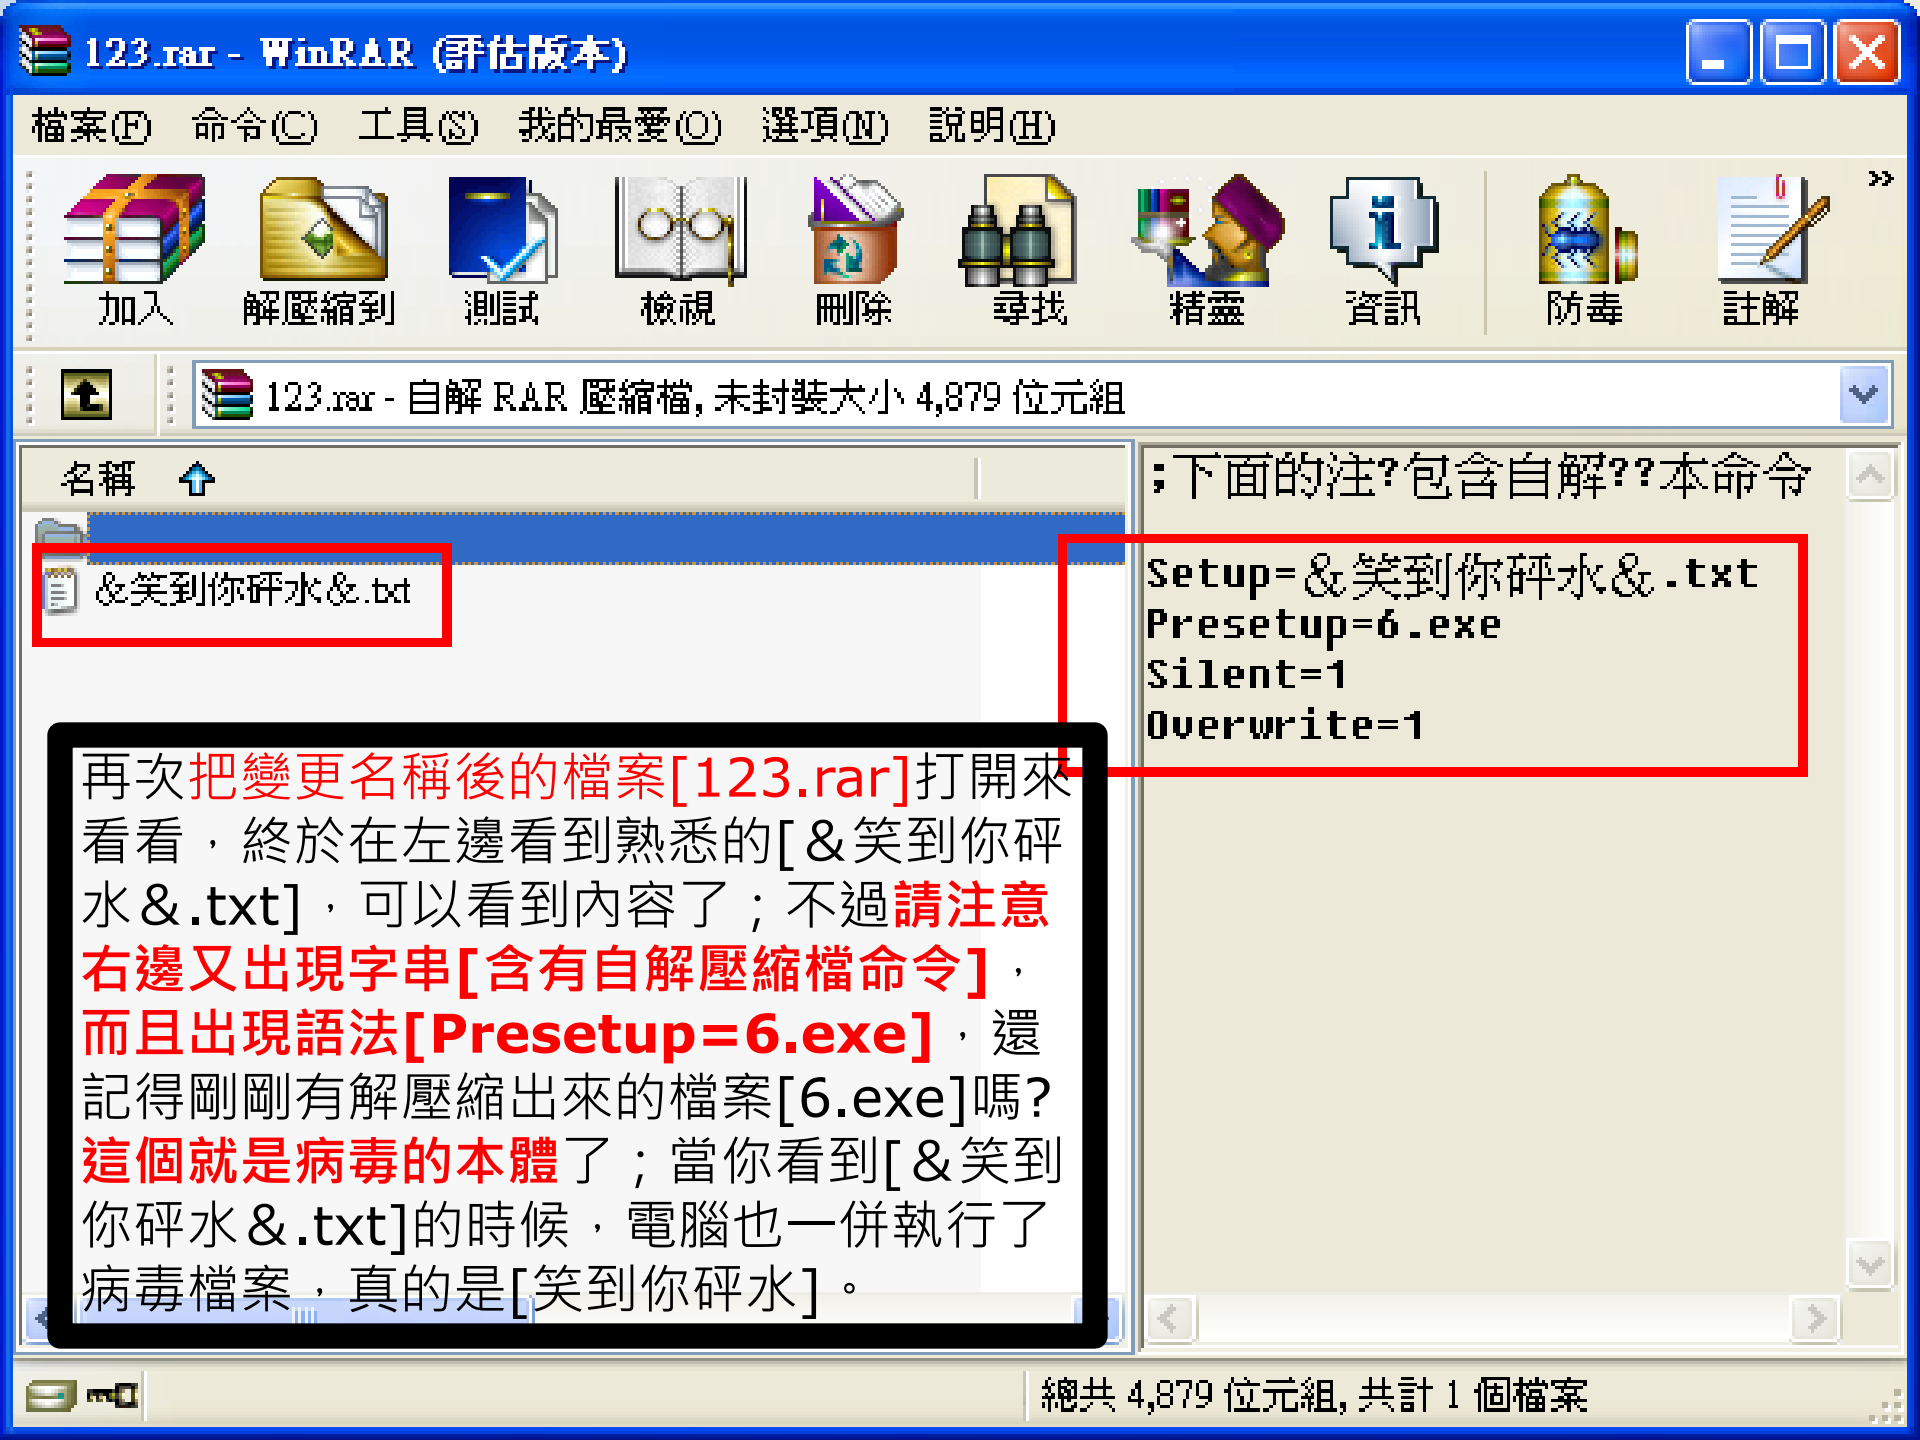 123.rar - WinRAR (評估版本)
檔案(F) 命令(C) 工具(S) 我的最愛(O) 選項(N) 說明(H)
»
加入 解壓縮到 測試 檢視 刪除 尋找 精靈 資訊 防毒 註解
123.rar - 自解 RAR 壓縮檔, 未封裝大小 4,879 位元組
名稱
&笑到你砰水&.txt
;下面的注?包含自解??本命令
Setup=&笑到你砰水&.txt
Presetup=6.exe
Silent=1
Overwrite=1
再次把變更名稱後的檔案[123.rar]打開來
看看，終於在左邊看到熟悉的[＆笑到你砰
水＆.txt]，可以看到內容了；不過請注意
右邊又出現字串[含有自解壓縮檔命令]，
而且出現語法[Presetup=6.exe]，還
記得剛剛有解壓縮出來的檔案[6.exe]嗎?
這個就是病毒的本體了；當你看到[＆笑到
你砰水＆.txt]的時候，電腦也一併執行了
病毒檔案，真的是[笑到你砰水]。
總共 4,879 位元組, 共計 1 個檔案